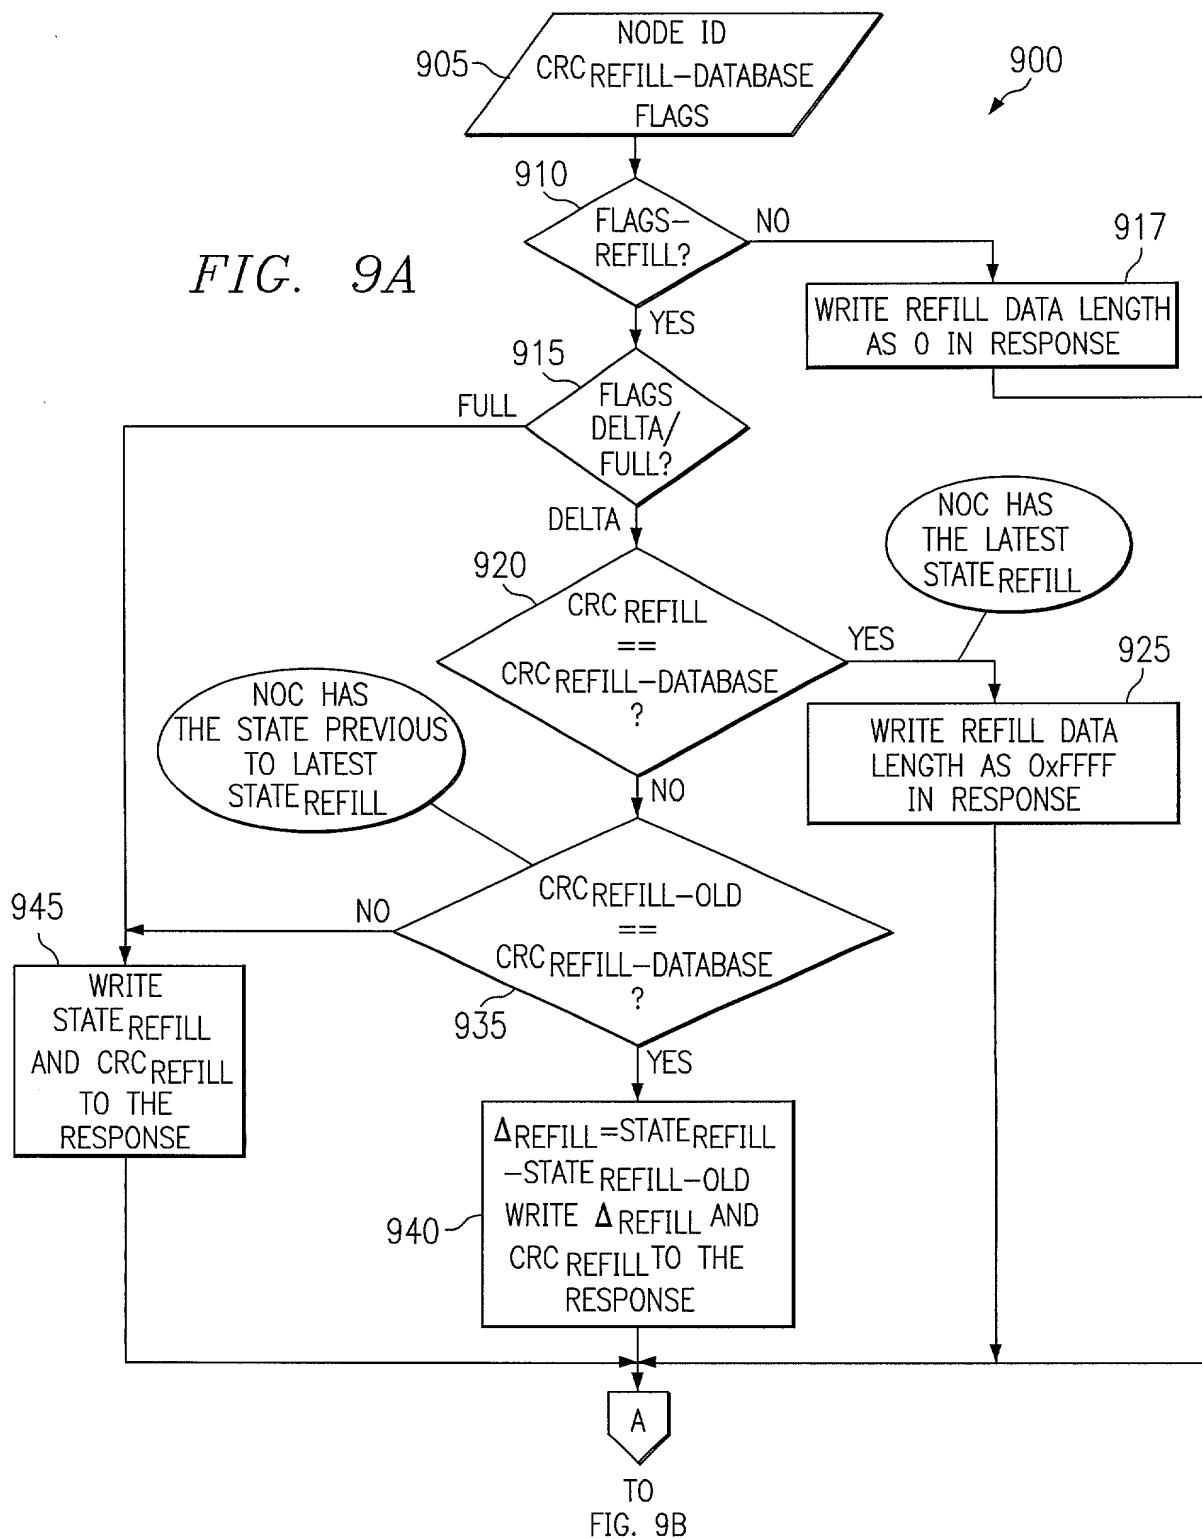 NODE ID
CRC REFILL-DATABASE
FLAGS
905
900
910
FLAGS-
REFILL?
NO
YES
917
WRITE REFILL DATA LENGTH
AS 0 IN RESPONSE
FIG. 9A
915
FLAGS
DELTA/
FULL?
FULL
DELTA
NOC HAS
THE LATEST
STATE REFILL
920
CRC REFILL
==
CRC REFILL-DATABASE
?
YES
NO
925
WRITE REFILL DATA
LENGTH AS 0xFFFF
IN RESPONSE
NOC HAS
THE STATE PREVIOUS
TO LATEST
STATE REFILL
CRC REFILL-OLD
==
CRC REFILL-DATABASE
?
935
NO
YES
945
WRITE
STATE REFILL
AND CRC REFILL
TO THE
RESPONSE
Δ REFILL=STATE REFILL
-STATE REFILL-OLD
WRITE Δ REFILL AND
CRC REFILL TO THE
RESPONSE
940
A
TO
FIG. 9B